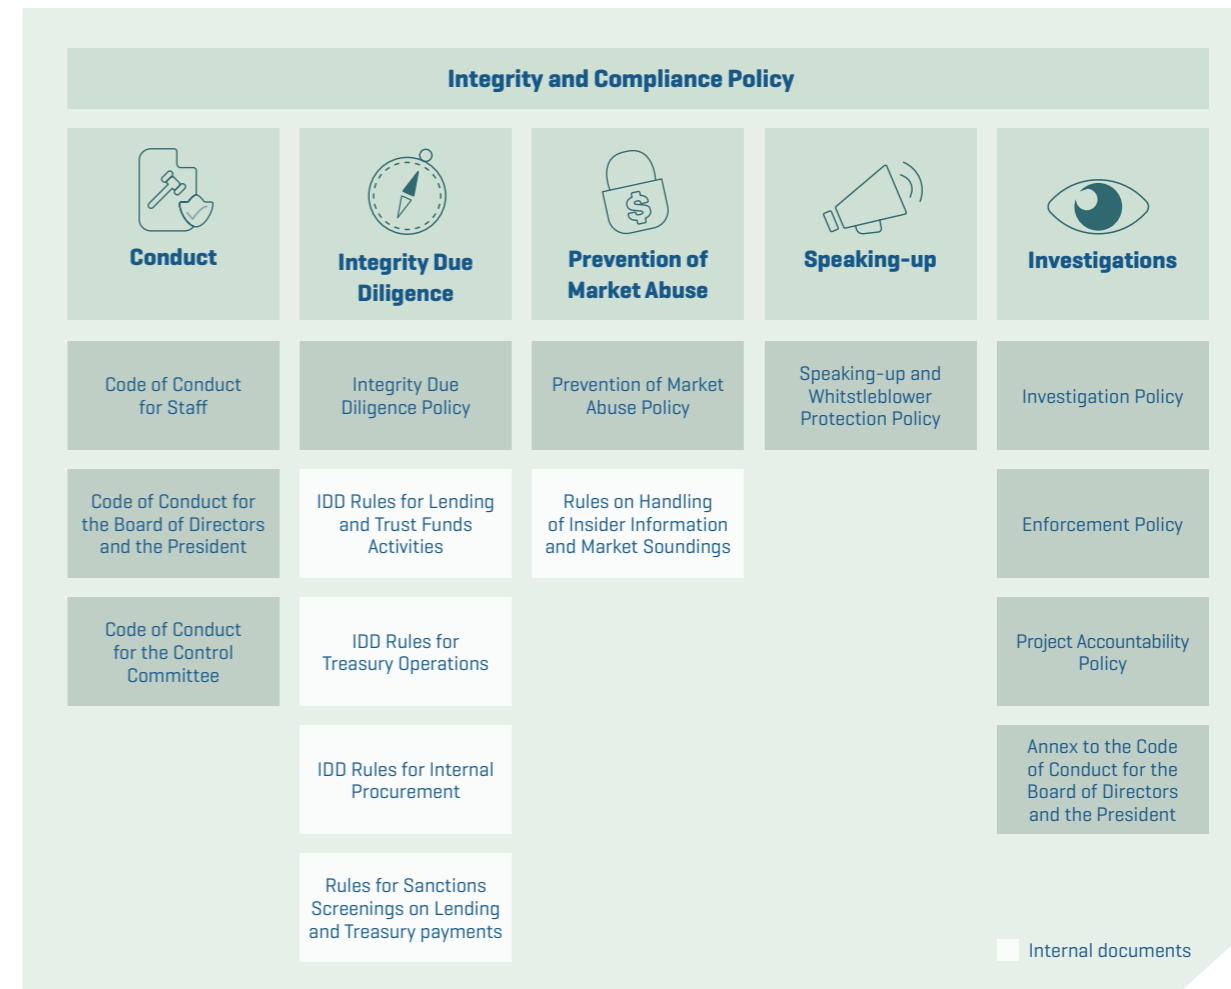 Integrity and Compliance Policy
Conduct
Integrity Due
Diligence
Prevention of
Market Abuse
Speaking-up
Investigations
Code of Conduct
for Staff
Integrity Due
Diligence Policy
Prevention of Market
Abuse Policy
Speaking-up and
Whitstleblower
Protection Policy
Investigation Policy
Code of Conduct for
the Board of Directors
and the President
IDD Rules for Lending
and Trust Funds
Activities
Rules on Handling
of Insider Information
and Market Soundings
Enforcement Policy
Code of Conduct
for the Control
Committee
IDD Rules for
Treasury Operations
Project Accountability
Policy
IDD Rules for Internal
Procurement
Annex to the Code
of Conduct for the
Board of Directors
and the President
Rules for Sanctions
Screenings on Lending
and Treasury payments
Internal documents